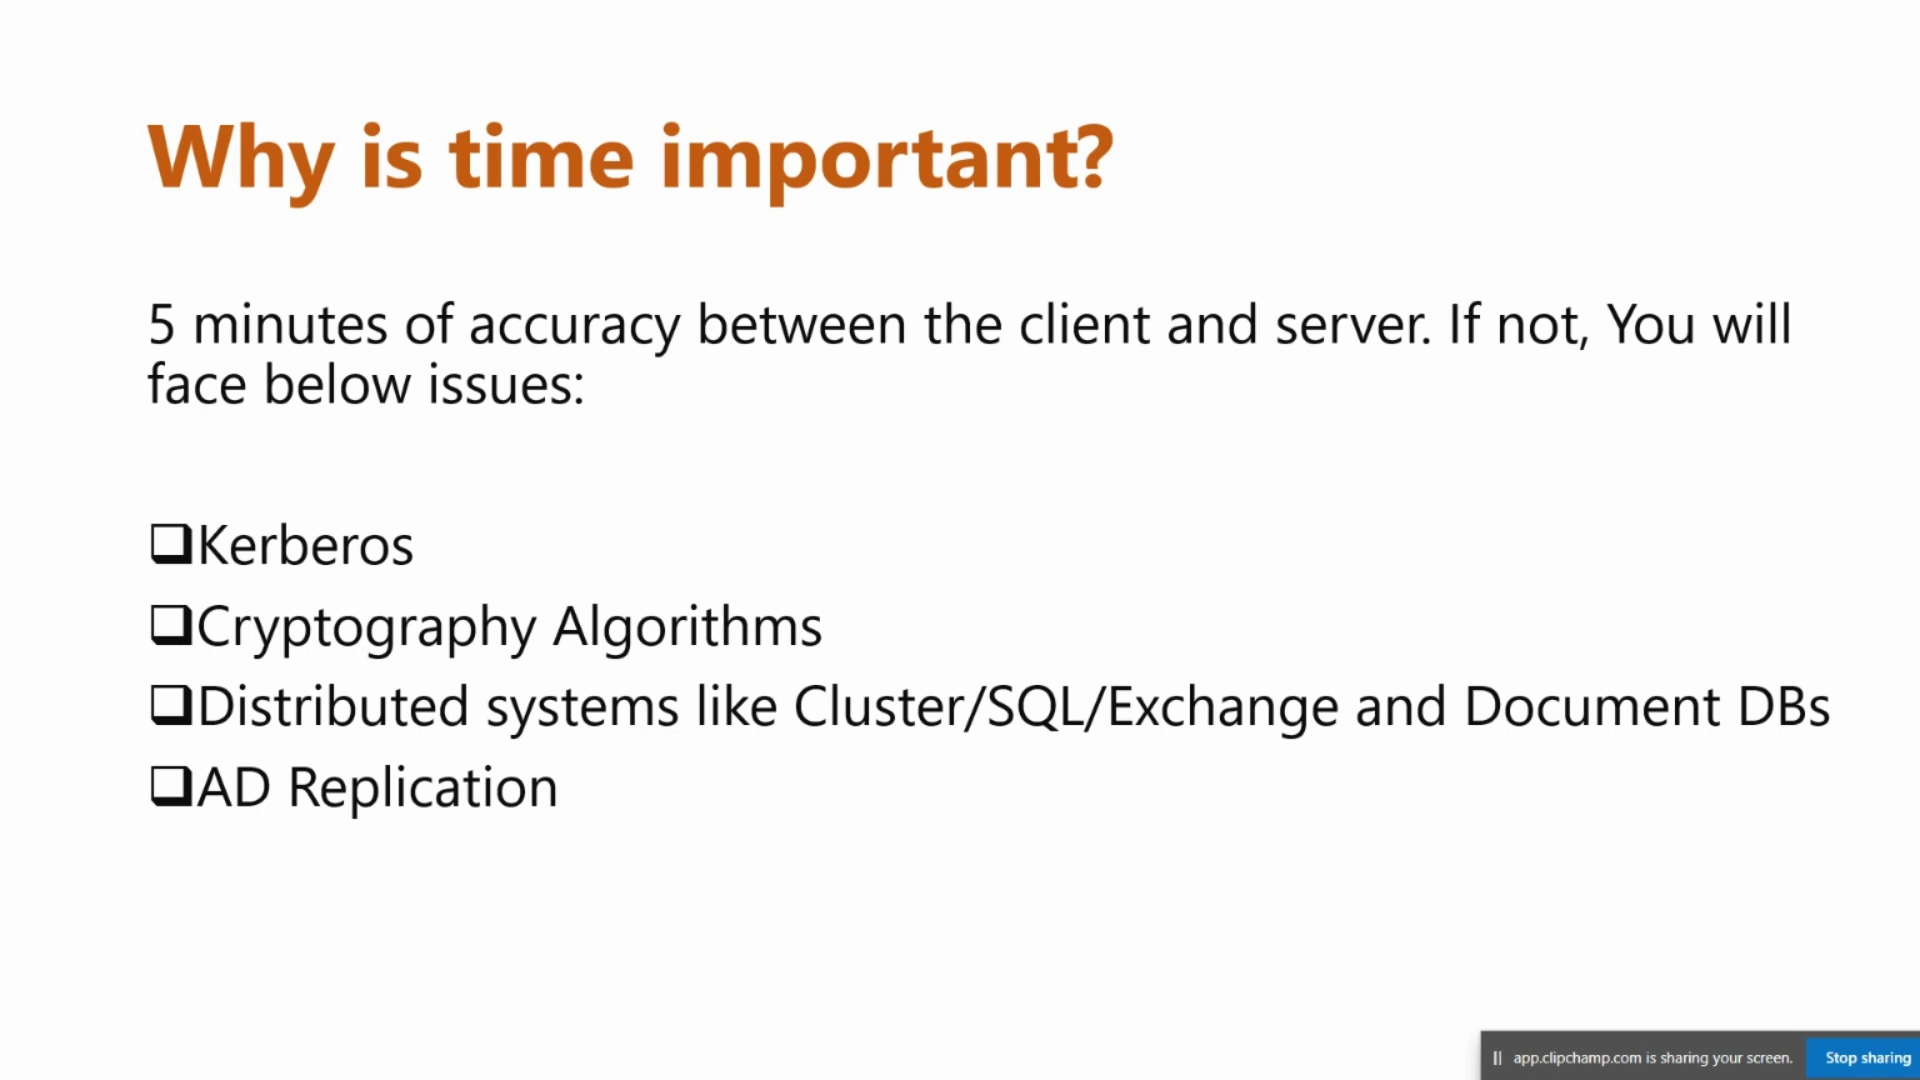 Why is time important?
5 minutes of accuracy between the client and server. If not, You will
face below issues:
❑Kerberos
❑Cryptography Algorithms
❑Distributed systems like Cluster/SQL/Exchange and Document DBs
❑AD Replication
|| app.clipchamp.com is sharing your screen. Stop sharing